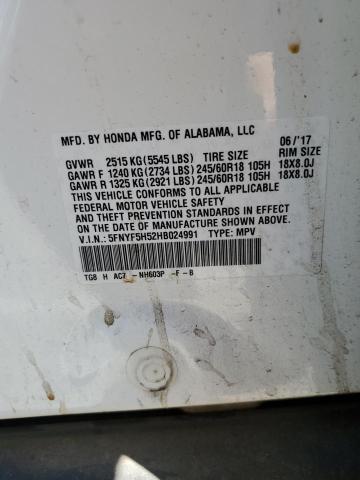 MFD. BY HONDA MFG. OF ALABAMA, LLC 06/'17
GVWR 2515 KG (5545 LBS) TIRE SIZE RIM SIZE
GAWR F 1240 KG (2734 LBS) 245/60R18 105H 18X8.0J
GAWR R 1325 KG (2921 LBS) 245/60R18 105H 18X8.0J
THIS VEHICLE CONFORMS TO ALL APPLICABLE
FEDERAL MOTOR VEHICLE SAFETY STANDARDS IN EFFECT
ON THE DATE OF MANUFACTURE SHOWN ABOVE.
V.I.N.: 5FNYF5H52HB024991 TYPE: MPV
TG8 H AC7 - NH603P -F - B